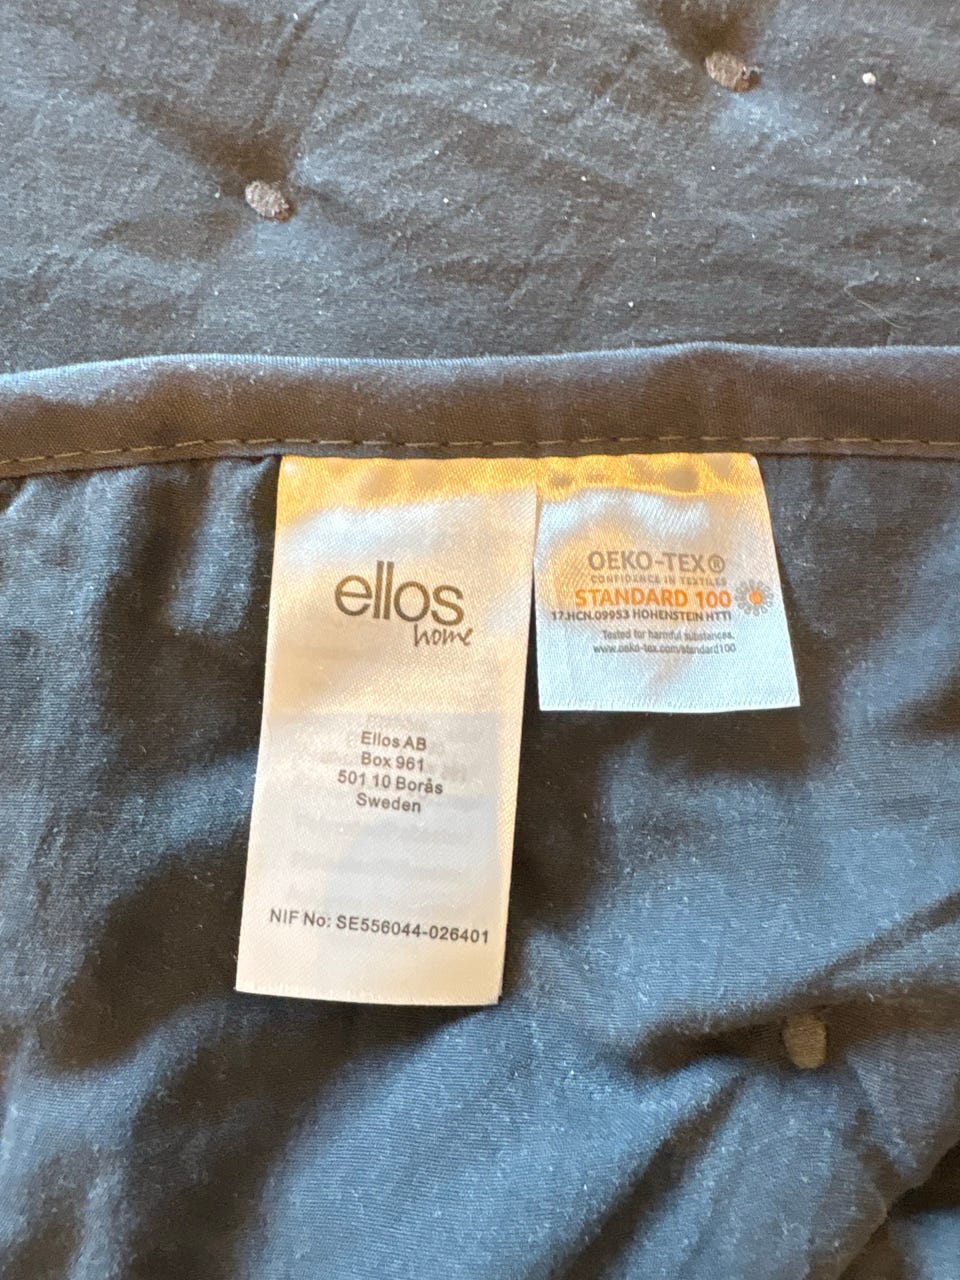 ellos
home
Ellos AB
Box 961
501 10 Borås
Sweden
NIF No: SE556044-026401
OEKO-TEX®
CONFIDENCE IN TEXTILES
STANDARD 100
17.HCN.09953 HOHENSTEIN HTTI
Tested for harmful substances.
www.oeko-tex.com/standard100